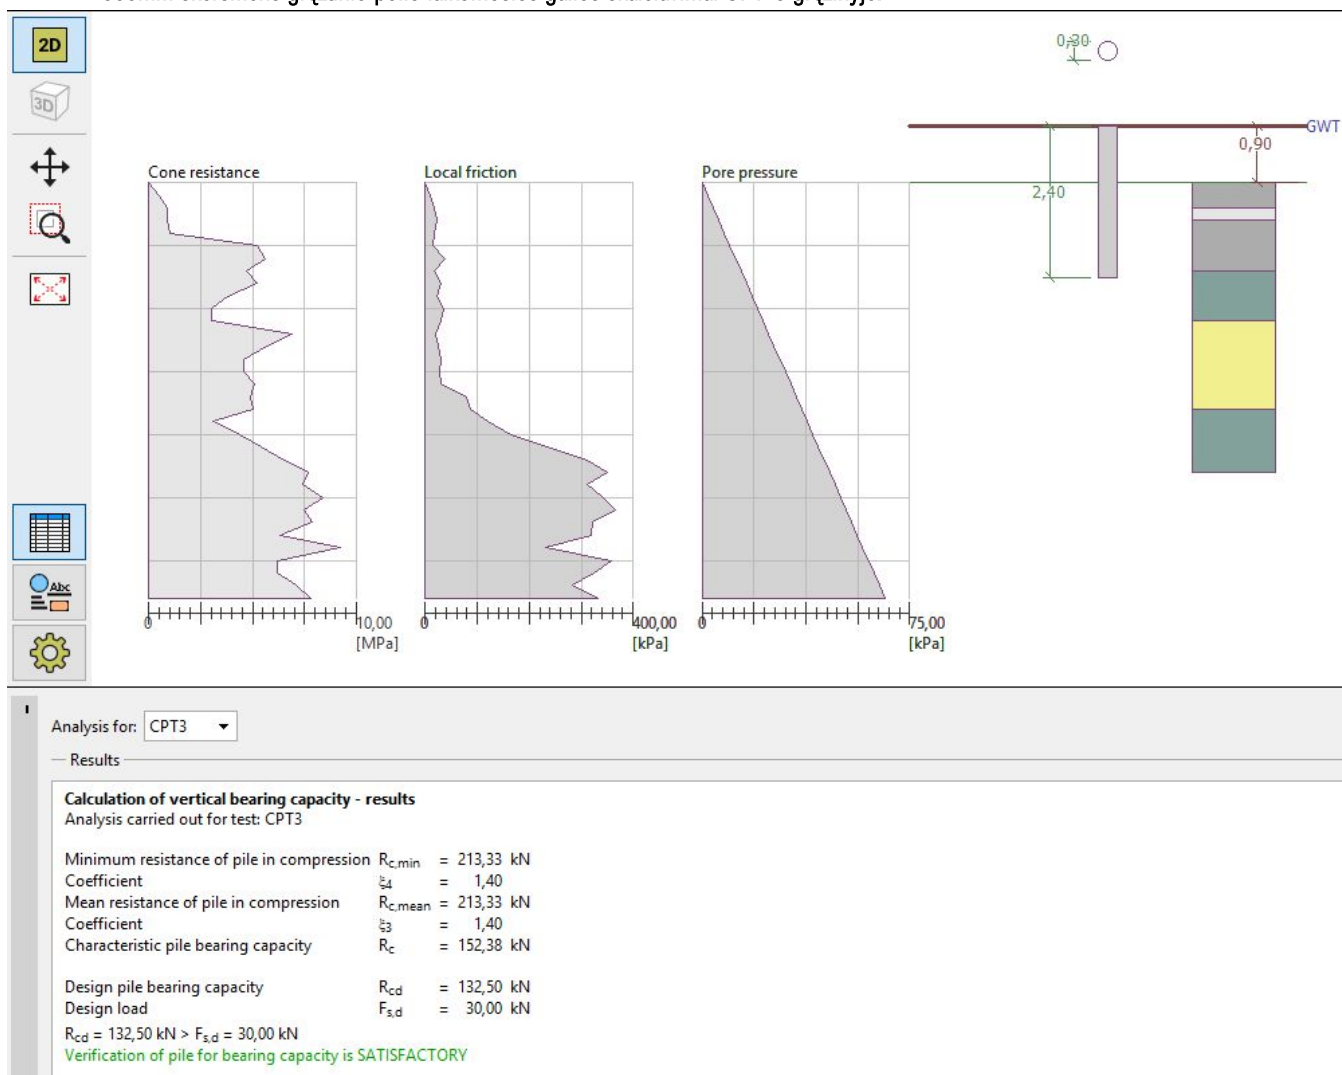 2D
3D
Abc
Cone resistance
Local friction
Pore pressure
0
10,00
[MPa]
0
400,00
[kPa]
0
75,00
[kPa]
0,30
GWT
0,90
2,40
Analysis for: CPT3
Results
Calculation of vertical bearing capacity - results
Analysis carried out for test: CPT3
Minimum resistance of pile in compression Rc,min = 213,33 kN
Coefficient ξ4 = 1,40
Mean resistance of pile in compression Rc,mean = 213,33 kN
Coefficient ξ3 = 1,40
Characteristic pile bearing capacity Rc = 152,38 kN
Design pile bearing capacity Rcd = 132,50 kN
Design load Fs,d = 30,00 kN
Rcd = 132,50 kN > Fs,d = 30,00 kN
Verification of pile for bearing capacity is SATISFACTORY